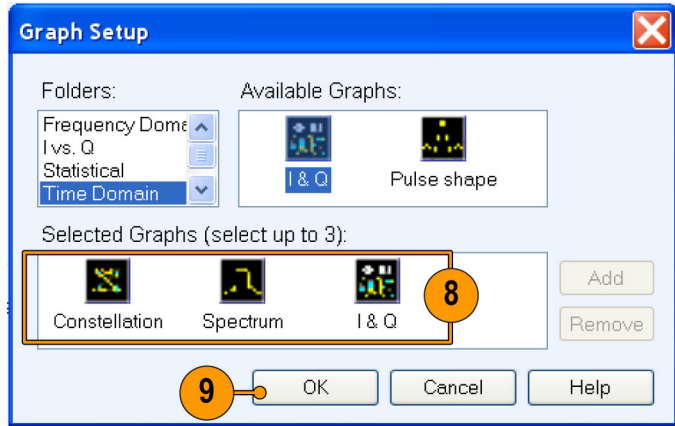 Graph Setup
Folders:
Available Graphs:
Frequency Doma
I vs. Q
Statistical
Time Domain
I & Q
Pulse shape
Selected Graphs (select up to 3):
Constellation
Spectrum
I & Q
8
Add
Remove
9
OK
Cancel
Help